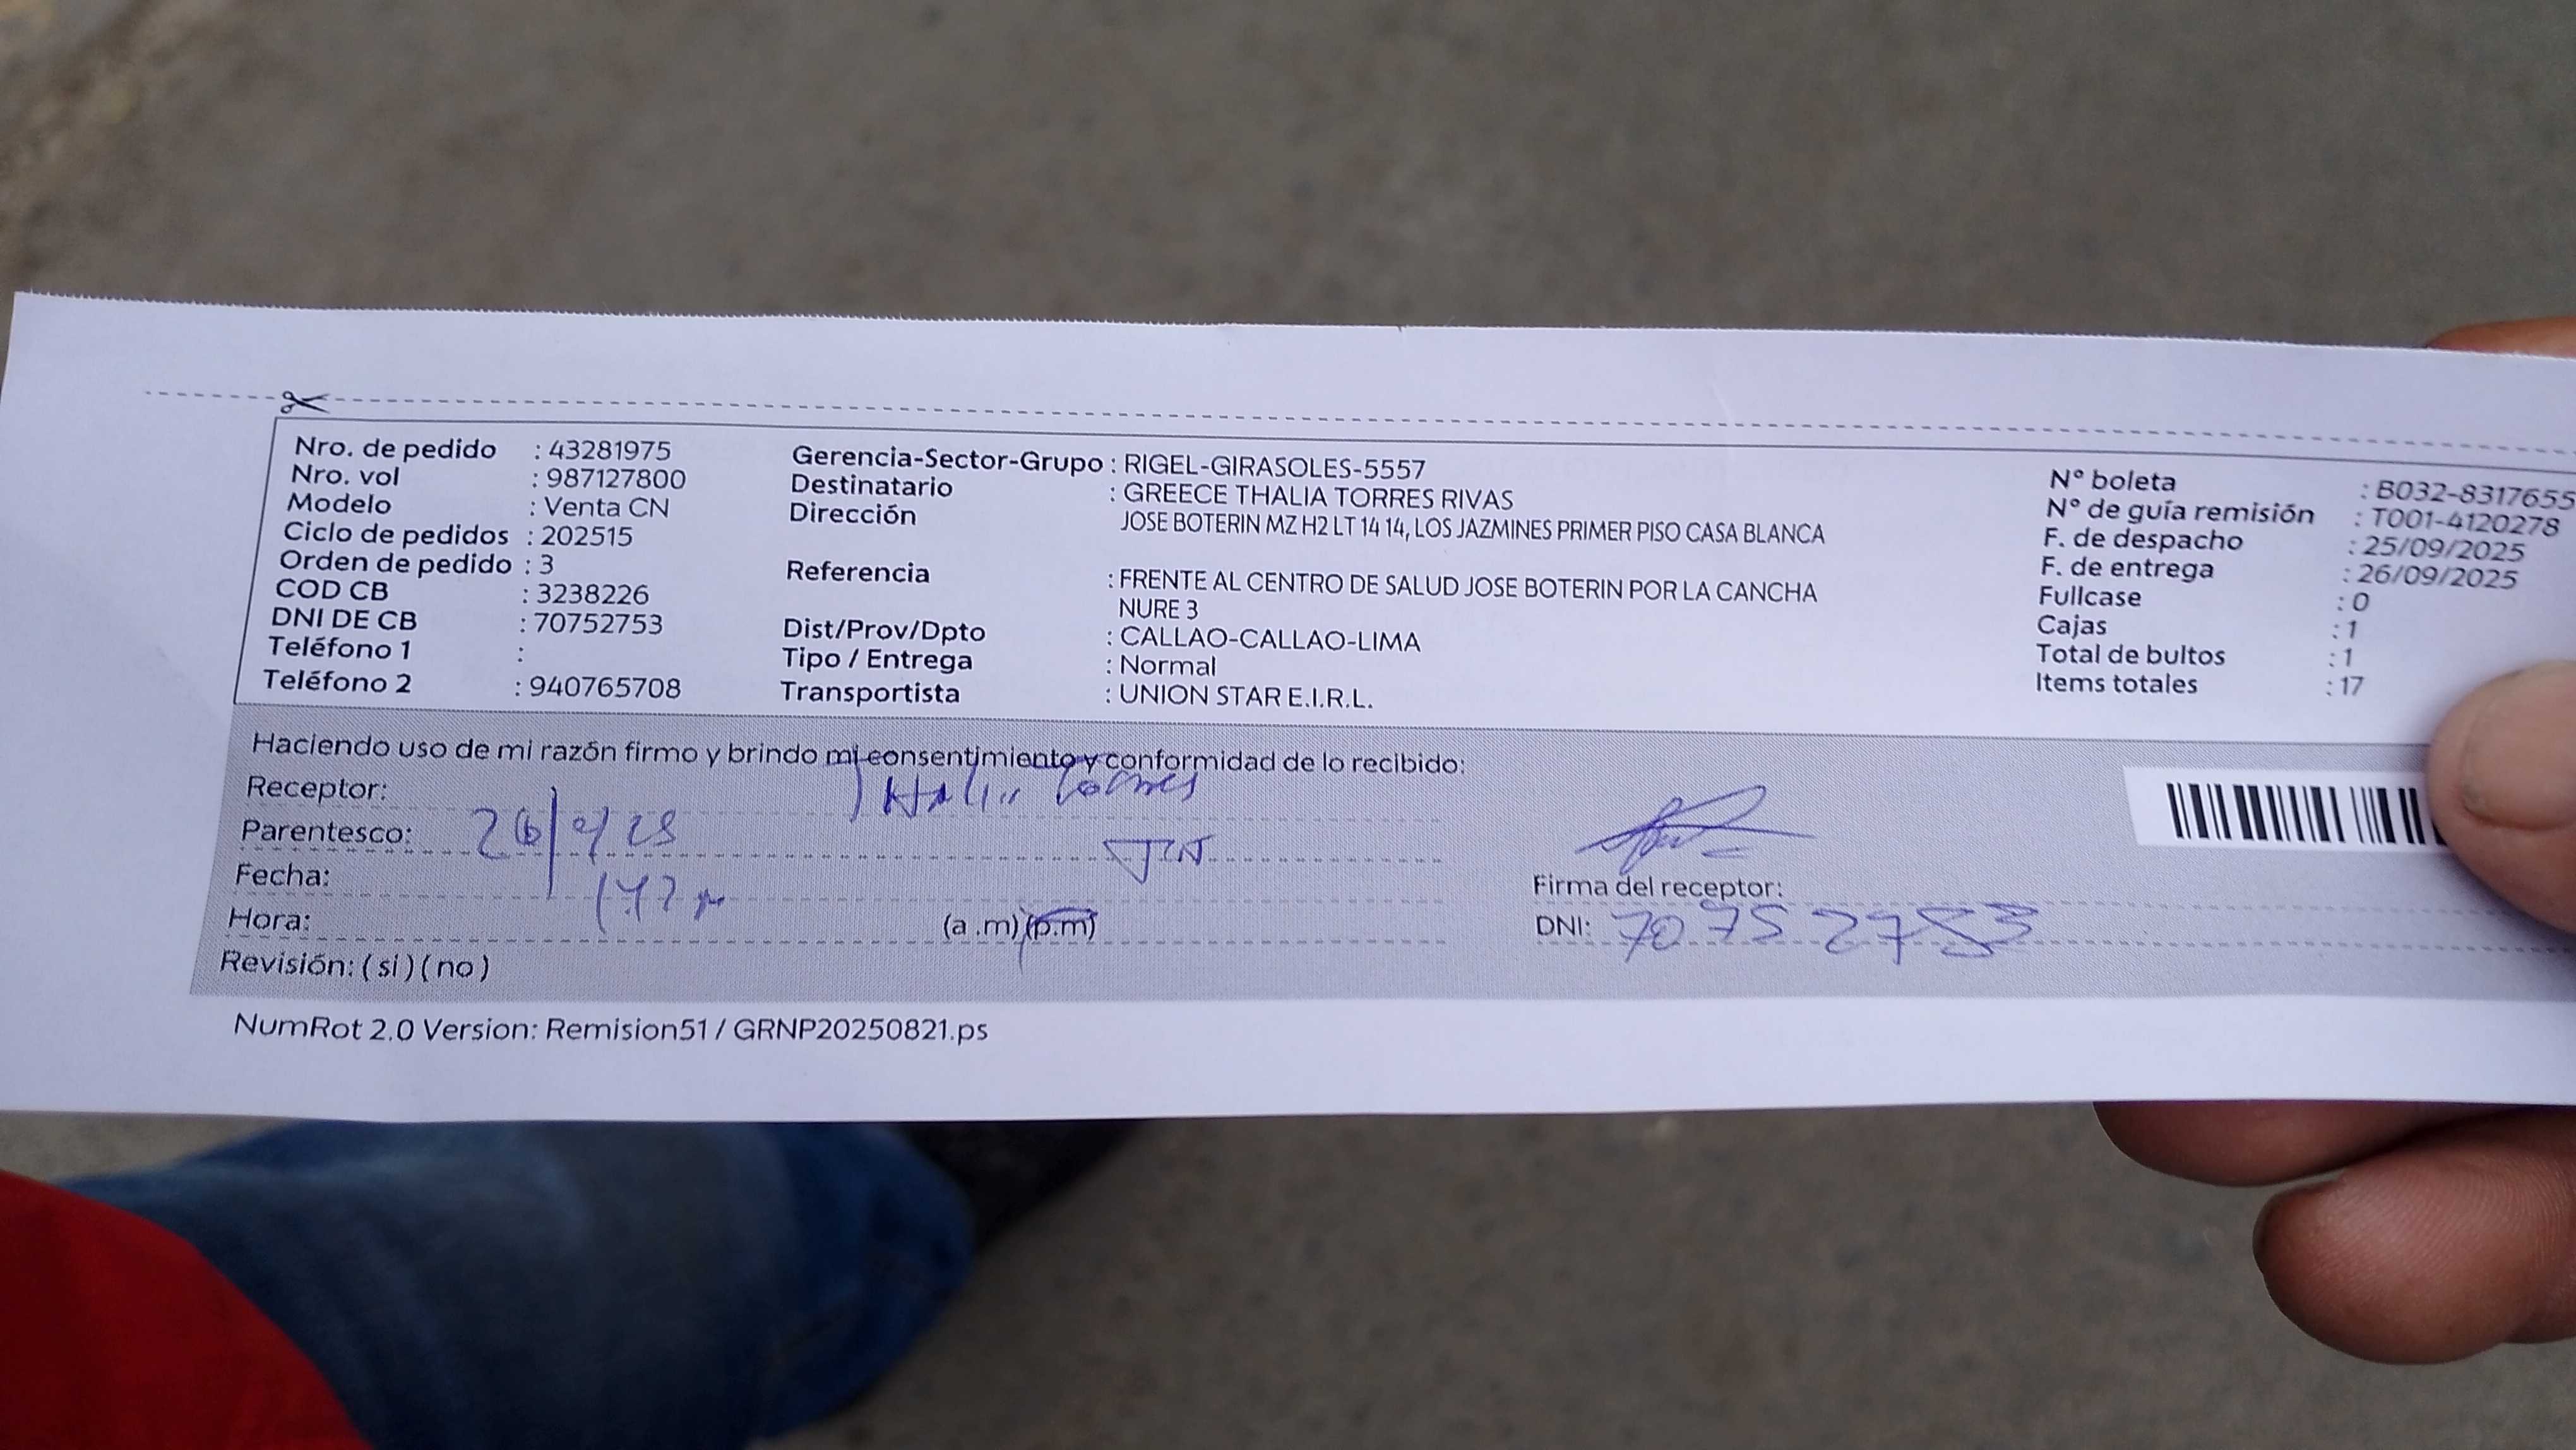 Nro. de pedido : 43281975
Nro. vol : 987127800
Modelo : Venta CN
Ciclo de pedidos : 202515
Orden de pedido : 3
COD CB : 3238226
DNI DE CB : 70752753
Teléfono 1 :
Teléfono 2 : 940765708
Gerencia-Sector-Grupo : RIGEL-GIRASOLES-5557
Destinatario : GREECE THALIA TORRES RIVAS
Dirección JOSE BOTERIN MZ H2 LT 14 14, LOS JAZMINES PRIMER PISO CASA BLANCA
Referencia : FRENTE AL CENTRO DE SALUD JOSE BOTERIN POR LA CANCHA
NURE 3
Dist/Prov/Dpto : CALLAO-CALLAO-LIMA
Tipo / Entrega : Normal
Transportista : UNION STAR E.I.R.L.
N° boleta : B032-8317655
N° de guía remisión : T001-4120278
F. de despacho : 25/09/2025
F. de entrega : 26/09/2025
Fullcase : 0
Cajas : 1
Total de bultos : 1
Items totales : 17
Haciendo uso de mi razón firmo y brindo mi consentimiento y conformidad de lo recibido:
Receptor: Thalia Torres
Parentesco:
26/9/25
Fecha:
Hora: (a .m) (p.m)
Revisión: ( si ) ( no )
Firma del receptor:
DNI: 70752753
NumRot 2.0 Version: Remision51 / GRNP20250821.ps